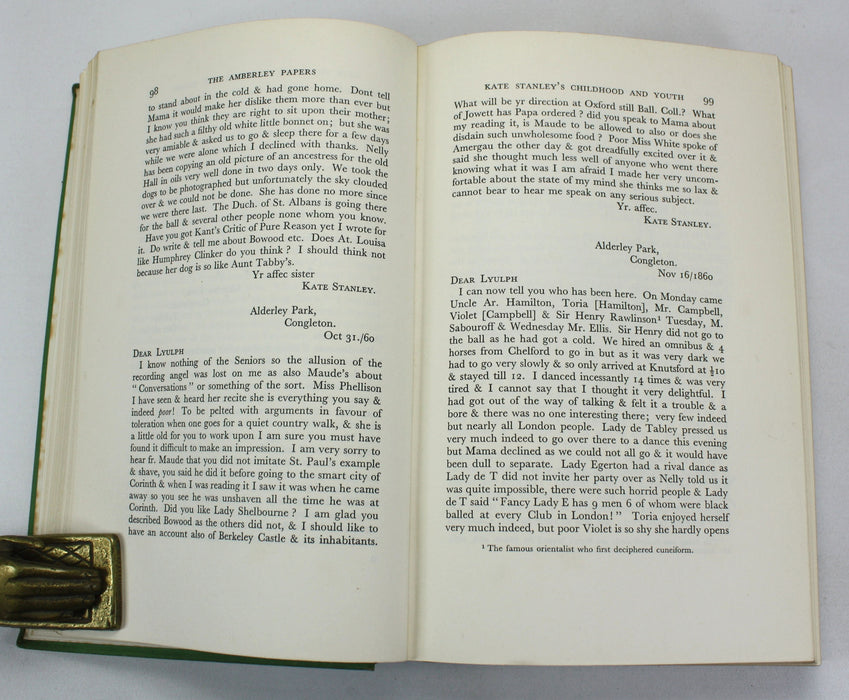 98
THE AMBERLEY PAPERS
to stand about in the cold & had gone home. Dont tell
Mama it would make her dislike them more than ever but
I know you think they are right to sit upon their mother;
she had such a filthy old white little bonnet on; but she was
very amiable & asked us to go & sleep there for a few days
while we were alone which I declined with thanks. Nelly
has been copying an old picture of an ancestress for the old
Hall in oils very well done in two days only. We took the
dogs to be photographed but unfortunately the sky clouded
over & we could not be done. She has done no more since
we were there last. The Duch. of St. Albans is going there
for the ball & several other people none whom you know.
Have you got Kant's Critic of Pure Reason yet I wrote for
it. Do write & tell me about Bowood etc. Does At. Louisa
like Humphrey Clinker do you think? I should think not
because her dog is so like Aunt Tabby's.
Yr affec sister
KATE STANLEY.
Alderley Park,
Congleton.
Oct 31./60
DEAR LYULPH
I know nothing of the Seniors so the allusion of the
recording angel was lost on me as also Maude's about
"Conversations" or something of the sort. Miss Phellison
I have seen & heard her recite she is everything you say &
indeed poor! To be pelted with arguments in favour of
toleration when one goes for a quiet country walk, & she is
a little old for you to work upon I am sure you must have
found it difficult to make an impression. I am very sorry to
hear fr. Maude that you did not imitate St. Paul's example
& shave, you said he did it before going to the smart city of
Corinth & when I was reading it I saw it was when he came
away so you see he was unshaven all the time he was at
Corinth. Did you like Lady Shelbourne? I am glad you
described Bowood as the others did not, & I should like to
have an account also of Berkeley Castle & its inhabitants.
KATE STANLEY'S CHILDHOOD AND YOUTH
99
What will be yr direction at Oxford still Ball. Coll.? What
of Jowett has Papa ordered? did you speak to Mama about
my reading it, is Maude to be allowed to also or does she
disdain such unwholesome food? Poor Miss White spoke of
Amergau the other day & got dreadfully excited over it &
said she thought much less well of anyone who went there
knowing what it was I am afraid I made her very uncom-
fortable about the state of my mind she thinks me so lax &
cannot bear to hear me speak on any serious subject.
Yr. affec.
KATE STANLEY.
Alderley Park,
Congleton.
Nov 16/1860
DEAR LYULPH
I can now tell you who has been here. On Monday came
Uncle Ar. Hamilton, Toria [Hamilton], Mr. Campbell,
Violet [Campbell] & Sir Henry Rawlinson¹ Tuesday, M.
Sabouroff & Wednesday Mr. Ellis. Sir Henry did not go to
the ball as he had got a cold. We hired an omnibus & 4
horses from Chelford to go in but as it was very dark we
had to go very slowly & so only arrived at Knutsford at ½10
& stayed till 12. I danced incessantly 14 times & was very
tired & I cannot say that I thought it very delightful. I
had got out of the way of talking & felt it a trouble & a
bore & there was no one interesting there; very few indeed
but nearly all London people. Lady de Tabley pressed us
very much indeed to go over there to a dance this evening
but Mama declined as we could not all go & it would have
been dull to separate. Lady Egerton had a rival dance as
Lady de T did not invite her party over as Nelly told us it
was quite impossible, there were such horrid people & Lady
de T said "Fancy Lady E has 9 men 6 of whom were black
balled at every Club in London!" Toria enjoyed herself
very much indeed, but poor Violet is so shy she hardly opens
¹ The famous orientalist who first deciphered cuneiform.